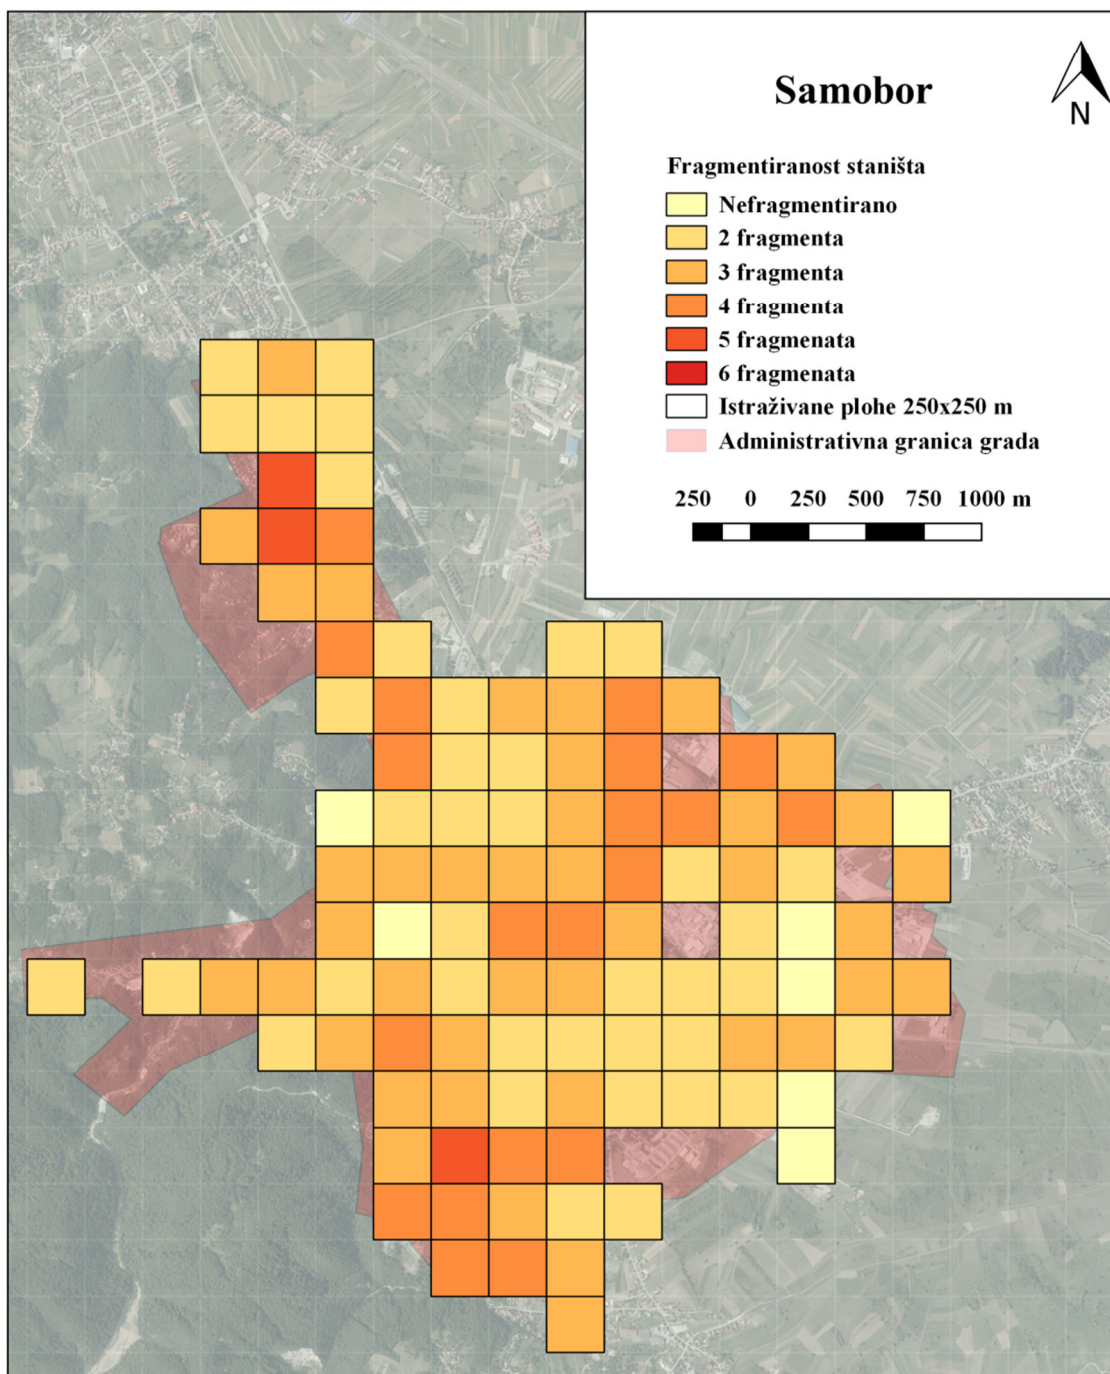 Samobor
N
Fragmentiranost staništa
Nefragmentirano
2 fragmenta
3 fragmenta
4 fragmenta
5 fragmenata
6 fragmenata
Istraživane plohe 250x250 m
Administrativna granica grada
250 0 250 500 750 1000 m